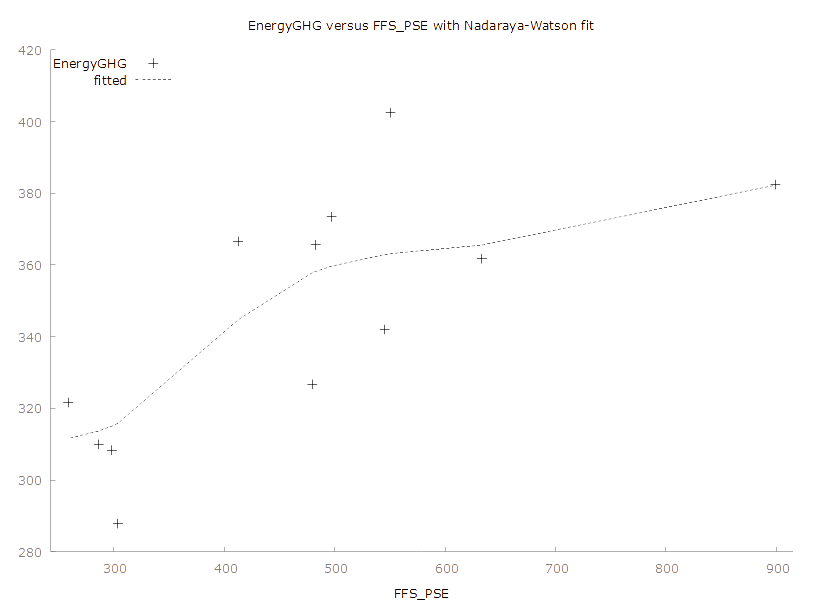 EnergyGHG versus FFS_PSE with Nadaraya-Watson fit
420
EnergyGHG
fitted
400
380
360
340
320
300
280
300 400 500 600 700 800 900
FFS_PSE